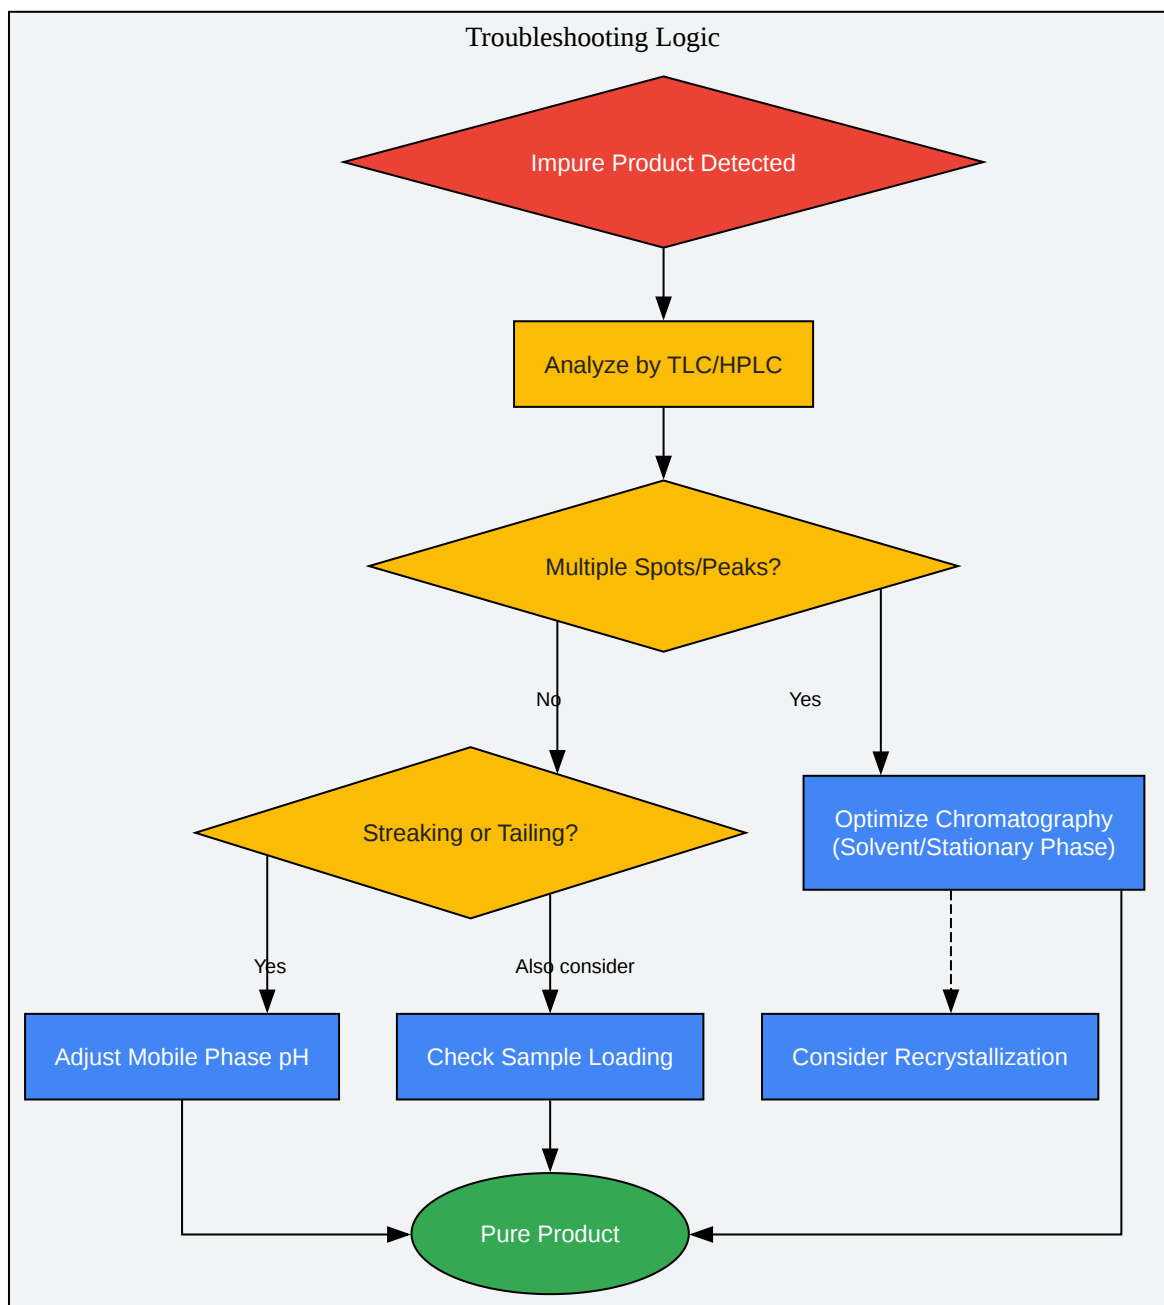 Troubleshooting Logic
Impure Product Detected
Analyze by TLC/HPLC
Multiple Spots/Peaks?
No
Yes
Streaking or Tailing?
Optimize Chromatography
(Solvent/Stationary Phase)
Yes
Also consider
Adjust Mobile Phase pH
Check Sample Loading
Consider Recrystallization
Pure Product